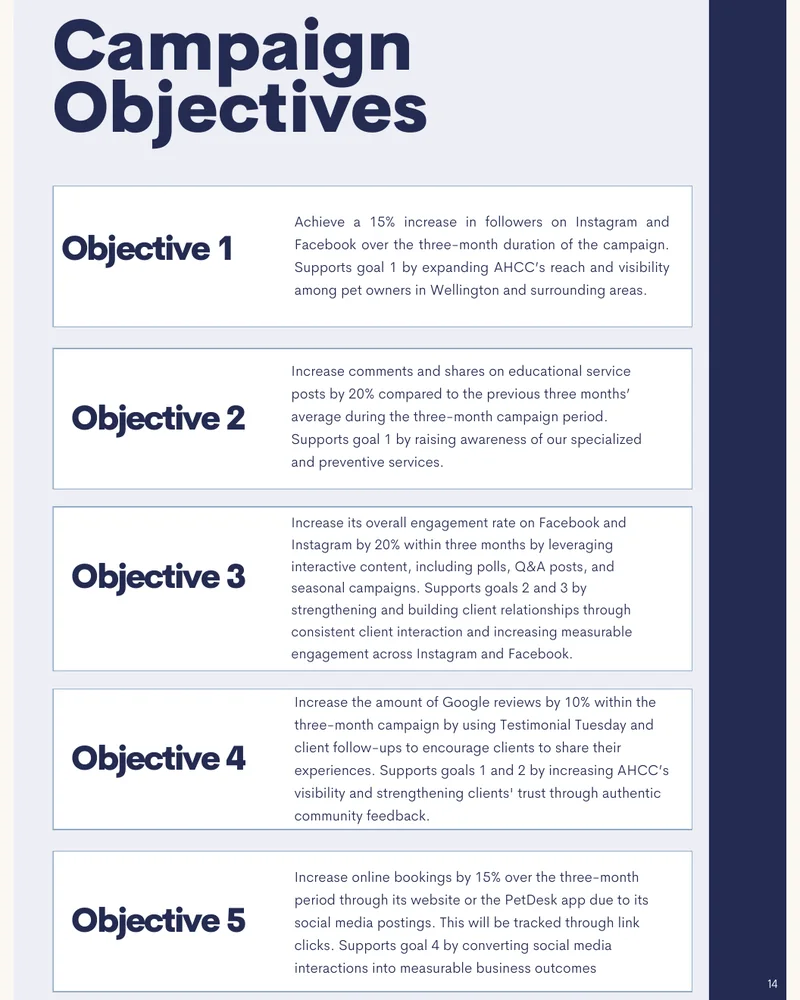 Campaign
Objectives
Objective 1
Achieve a 15% increase in followers on Instagram and
Facebook over the three-month duration of the campaign.
Supports goal 1 by expanding AHCC’s reach and visibility
among pet owners in Wellington and surrounding areas.
Objective 2
Increase comments and shares on educational service
posts by 20% compared to the previous three months’
average during the three-month campaign period.
Supports goal 1 by raising awareness of our specialized
and preventive services.
Objective 3
Increase its overall engagement rate on Facebook and
Instagram by 20% within three months by leveraging
interactive content, including polls, Q&A posts, and
seasonal campaigns. Supports goals 2 and 3 by
strengthening and building client relationships through
consistent client interaction and increasing measurable
engagement across Instagram and Facebook.
Objective 4
Increase the amount of Google reviews by 10% within the
three-month campaign by using Testimonial Tuesday and
client follow-ups to encourage clients to share their
experiences. Supports goals 1 and 2 by increasing AHCC’s
visibility and strengthening clients' trust through authentic
community feedback.
Objective 5
Increase online bookings by 15% over the three-month
period through its website or the PetDesk app due to its
social media postings. This will be tracked through link
clicks. Supports goal 4 by converting social media
interactions into measurable business outcomes
14